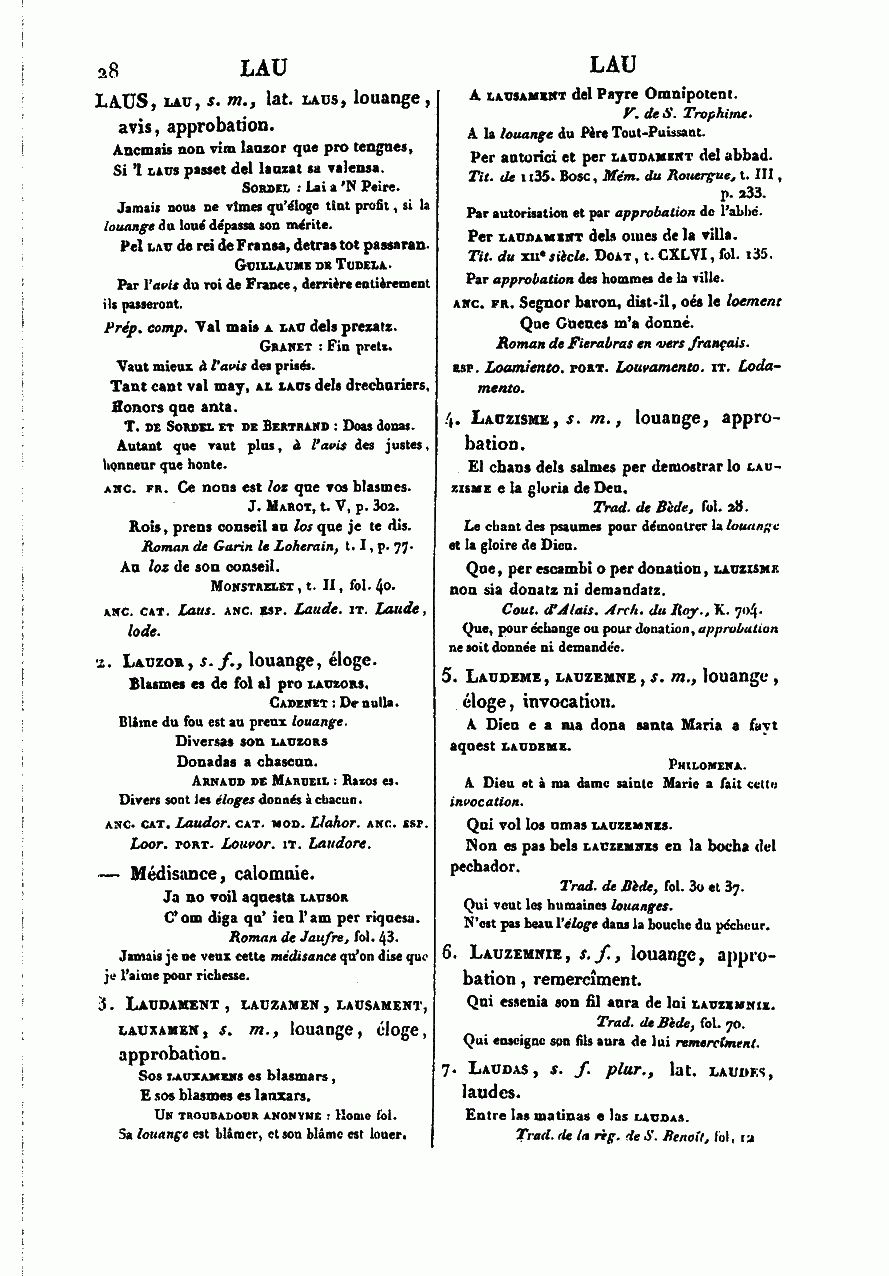 28 LAU
LAU
LAUS, LAU, s. m., lat. LAUS, louange,
avis, approbation.
Ancmais non vim lauzor que pro tengues,
Si 'l LAUS passet del lauzat sa valensa.
SORDEL : Lai a 'N Peire.
Jamais nous ne vîmes qu'éloge tînt profit, si la
louange du loué dépassa son mérite.
Pel LAU de rei de Fransa, detras tot passaran.
GUILLAUME DE TUDELA.
Par l'avis du roi de France, derrière entièrement
ils passeront.
Prép. comp. Val mais A LAU dels prezatz.
GRANET : Fin pretz.
Vaut mieux à l'avis des prisés.
Tant cant val may, AL LAUS dels drechuriers,
Honors que anta.
T. DE SORDEL ET DE BERTRAND : Doas donas.
Autant que vaut plus, à l'avis des justes,
honneur que honte.
ANC. FR. Ce nous est loz que vos blasmes.
J. MAROT, t. V, p. 302.
Rois, prens conseil au los que je te dis.
Roman de Garin le Loherain, t. I, p. 77.
Au loz de son conseil.
MONSTRELET, t. II, fol. 40.
ANC. CAT. Laus. ANC. ESP. Laude. IT. Laude,
lode.
2. LAUZOR, s. f., louange, éloge.
Blasmes es de fol al pro LAUZORS.
CADENET : De nulla.
Blâme du fou est au preux louange.
Diversas son LAUZORS
Donadas a chascun.
ARNAUD DE MARUEIL : Razos es.
Divers sont les éloges donnés à chacun.
ANC. CAT. Laudor. CAT. MOD. Llahor. ANC. ESP.
Loor. PORT. Louvor. IT. Laudore.
— Médisance, calomnie.
Ja no voil aquesta LAUSOR
C'om diga qu' ieu l'am per riquesa.
Roman de Jaufre, fol. 43.
Jamais je ne veux cette médisance qu'on dise que
je l'aime pour richesse.
3. LAUDAMENT, LAUZAMEN, LAUSAMENT,
LAUXAMEN, s. m., louange, éloge,
approbation.
Sos LAUXAMENS es blasmars,
E sos blasmes es lauxars.
UN TROUBADOUR ANONYME : Home fol.
Sa louange est blâmer, et son blâme est louer.
A LAUSAMENT del Payre Omnipotent.
V. de S. Trophime.
A la louange du Père Tout-Puissant.
Per autorici et per LAUDAMENT del abbad.
Tit. de 1135. BOSC, Mém. du Rouergue, t. III,
p. 233.
Par autorisation et par approbation de l'abbé.
Per LAUDAMENT dels omes de la villa.
Tit. du XIIe siècle. DOAT, t. CXLVI, fol. 135.
Par approbation des hommes de la ville.
ANC. FR. Segnor baron, dist-il, oés le loement
Que Guenes m'a donné.
Roman de Fierabras en vers français.
ESP. Loamiento. PORT. Louvamento. IT. Loda-
mento.
4. LAUZISME, s. m., louange, appro-
bation.
El chans dels salmes per demostrar lo LAU-
ZISME e la gloria de Deu.
Trad. de Bède, fol. 28.
Le chant des psaumes pour démontrer la louange
et la gloire de Dieu.
Que, per escambi o per donation, LAUZISME
non sia donatz ni demandatz.
Cout. d'Alais. Arch. du Roy., K. 704.
Que, pour échange ou pour donation, approbation
ne soit donnée ni demandée.
5. LAUDEME, LAUZEMNE, s. m., louange,
éloge, invocation.
A Dieu e a ma dona santa Maria a fayt
aquest LAUDEME.
PHILOMENA.
A Dieu et à ma dame sainte Marie a fait cette
invocation.
Qui vol los umas LAUZEMNES.
Non es pas bels LAUZEMNES en la bocha del
pechador.
Trad. de Bède, fol. 30 et 37.
Qui veut les humaines louanges.
N'est pas beau l'éloge dans la bouche du pécheur.
6. LAUZEMNIE, s. f., louange, appro-
bation, remercîment.
Qui essenia son fil aura de lui LAUZEMNIE.
Trad. de Bède, fol. 70.
Qui enseigne son fils aura de lui remercîment.
7. LAUDAS, s. f. plur., lat. LAUDES,
laudes.
Entre las matinas e las LAUDAS.
Trad. de la règ. de S. Benoît, fol, 12